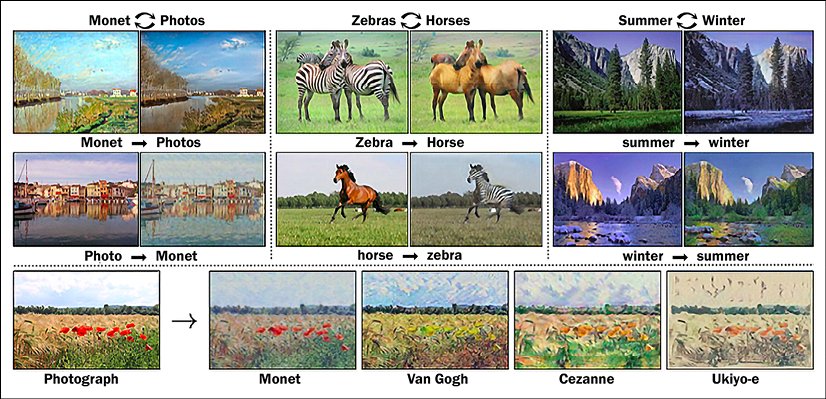 Monet Photos
Zebras Horses
Summer Winter
Monet → Photos
Zebra → Horse
summer → winter
Photo → Monet
horse → zebra
winter → summer
→
Photograph
Monet
Van Gogh
Cezanne
Ukiyo-e